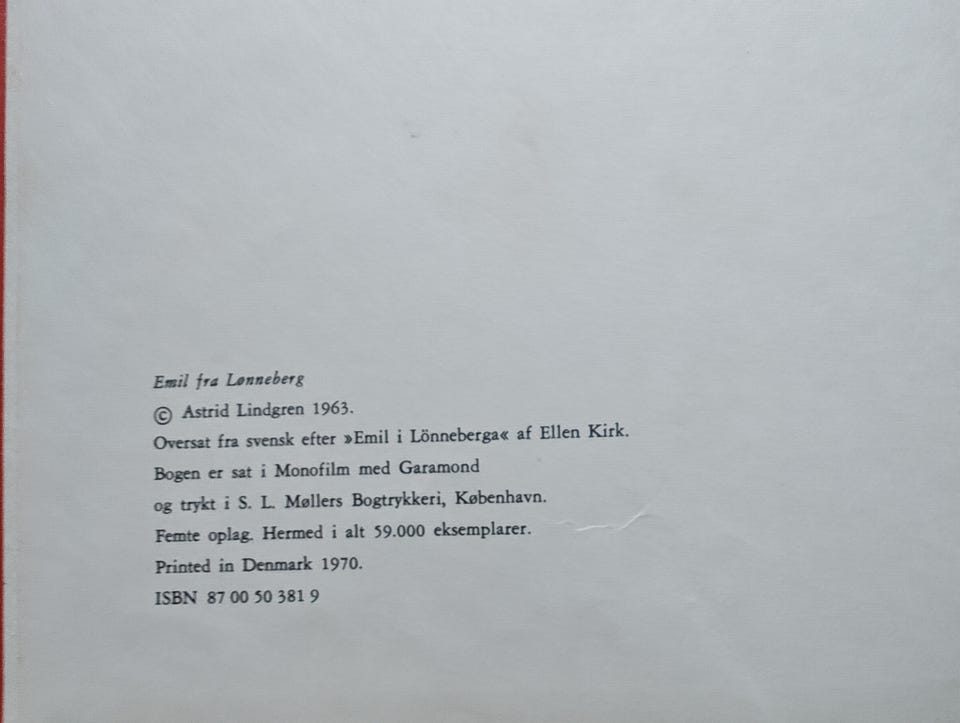 Emil fra Lønneberg
© Astrid Lindgren 1963.
Oversat fra svensk efter »Emil i Lönneberga« af Ellen Kirk.
Bogen er sat i Monofilm med Garamond
og trykt i S. L. Møllers Bogtrykkeri, København.
Femte oplag. Hermed i alt 59.000 eksemplarer.
Printed in Denmark 1970.
ISBN 87 00 50 381 9